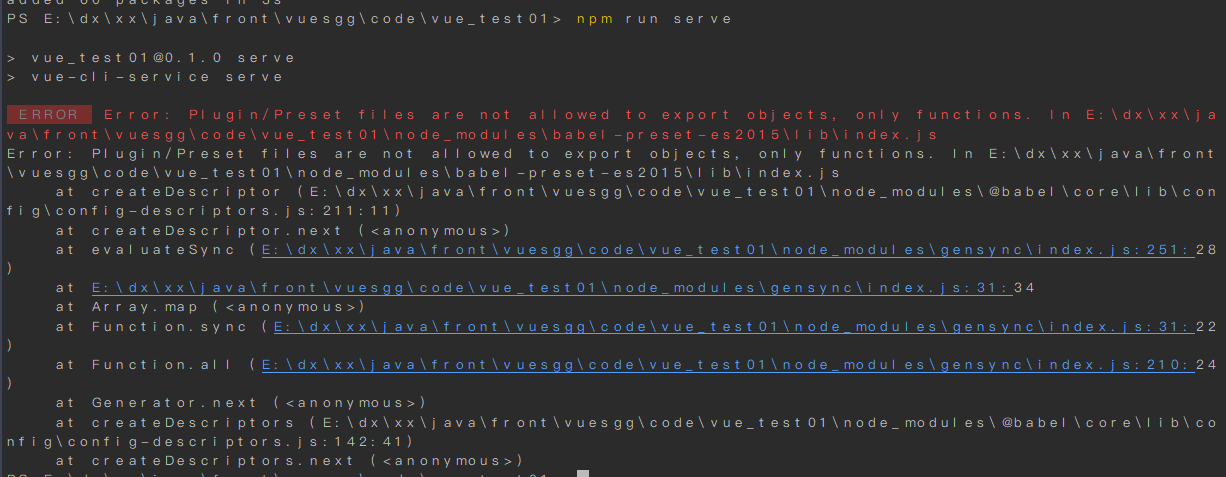 added 60 packages in 3s
PS E:\dx\xx\java\front\vuesgg\code\vue_test01> npm run serve
> vue_test01@0.1.0 serve
> vue-cli-service serve
ERROR Error: Plugin/Preset files are not allowed to export objects, only functions. In E:\dx\xx\ja
va\front\vuesgg\code\vue_test01\node_modules\babel-preset-es2015\lib\index.js
Error: Plugin/Preset files are not allowed to export objects, only functions. In E:\dx\xx\java\front
\vuesgg\code\vue_test01\node_modules\babel-preset-es2015\lib\index.js
at createDescriptor (E:\dx\xx\java\front\vuesgg\code\vue_test01\node_modules\@babel\core\lib\con
fig\config-descriptors.js:211:11)
at createDescriptor.next (<anonymous>)
at evaluateSync (E:\dx\xx\java\front\vuesgg\code\vue_test01\node_modules\gensync\index.js:251:28
)
at E:\dx\xx\java\front\vuesgg\code\vue_test01\node_modules\gensync\index.js:31:34
at Array.map (<anonymous>)
at Function.sync (E:\dx\xx\java\front\vuesgg\code\vue_test01\node_modules\gensync\index.js:31:22
)
at Function.all (E:\dx\xx\java\front\vuesgg\code\vue_test01\node_modules\gensync\index.js:210:24
)
at Generator.next (<anonymous>)
at createDescriptors (E:\dx\xx\java\front\vuesgg\code\vue_test01\node_modules\@babel\core\lib\co
nfig\config-descriptors.js:142:41)
at createDescriptors.next (<anonymous>)